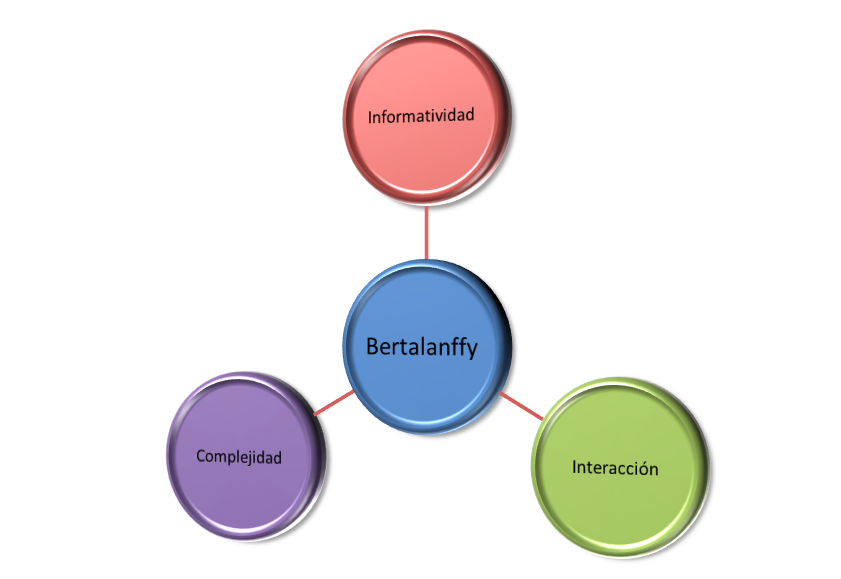 Informatividad
Bertalanffy
Complejidad
Interacción